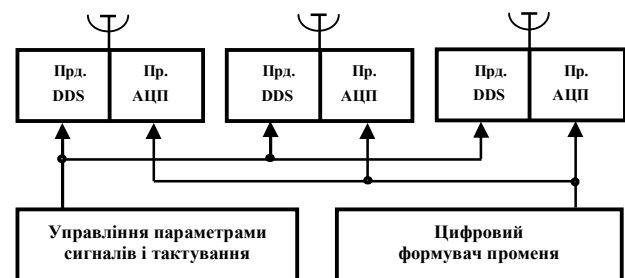 Прд. Пр. Прд. Пр. Прд. Пр.
DDS АЦП DDS АЦП DDS АЦП
Управління параметрами
сигналів і тактування
Цифровий
формувач променя